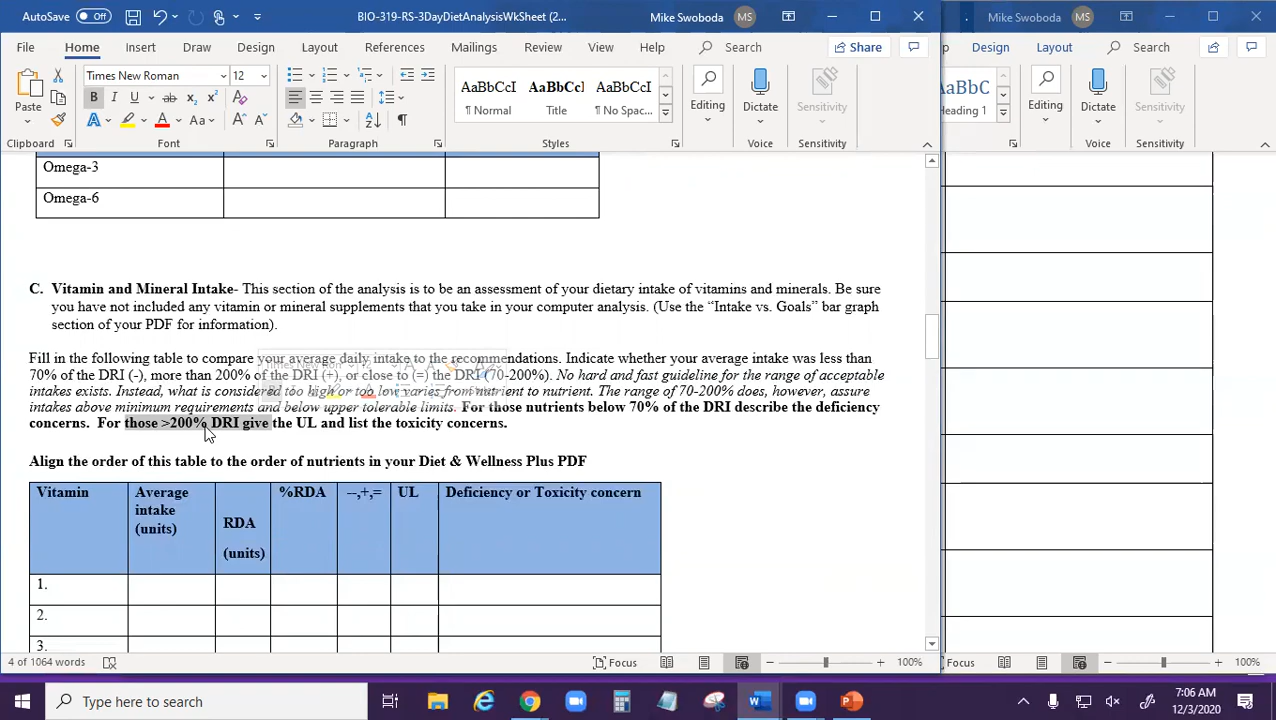 AutoSave Off BIO-319-RS-3DayDietAnalysisWkSheet (2... Mike Swoboda MS Mike Swoboda MS
File Home Insert Draw Design Layout References Mailings Review View Help Search Share Design Layout Search
Times New Roman 12 AaBbCcI AaBbCcI AaBbCcI AaBbC
Paste B I U ab x2 x2 Normal Title No Spac... Editing Dictate Sensitivity Heading 1 Editing Dictate Sensitivity
A A Aa A A
Clipboard Font Paragraph Styles Voice Sensitivity Voice Sensitivity
Omega-3
Omega-6
C. Vitamin and Mineral Intake- This section of the analysis is to be an assessment of your dietary intake of vitamins and minerals. Be sure
you have not included any vitamin or mineral supplements that you take in your computer analysis. (Use the “Intake vs. Goals” bar graph
section of your PDF for information).
Fill in the following table to compare your average daily intake to the recommendations. Indicate whether your average intake was less than
70% of the DRI (-), more than 200% of the DRI (+), or close to (=) the DRI (70-200%). No hard and fast guideline for the range of acceptable
intakes exists. Instead, what is considered too high or too low varies from nutrient to nutrient. The range of 70-200% does, however, assure
intakes above minimum requirements and below upper tolerable limits. For those nutrients below 70% of the DRI describe the deficiency
concerns. For those >200% DRI give the UL and list the toxicity concerns.
Align the order of this table to the order of nutrients in your Diet & Wellness Plus PDF
Vitamin Average intake (units) RDA (units) %RDA --,+,= UL Deficiency or Toxicity concern
1.
2.
3.
4 of 1064 words Focus 100% Focus 100%
Type here to search 7:06 AM
12/3/2020